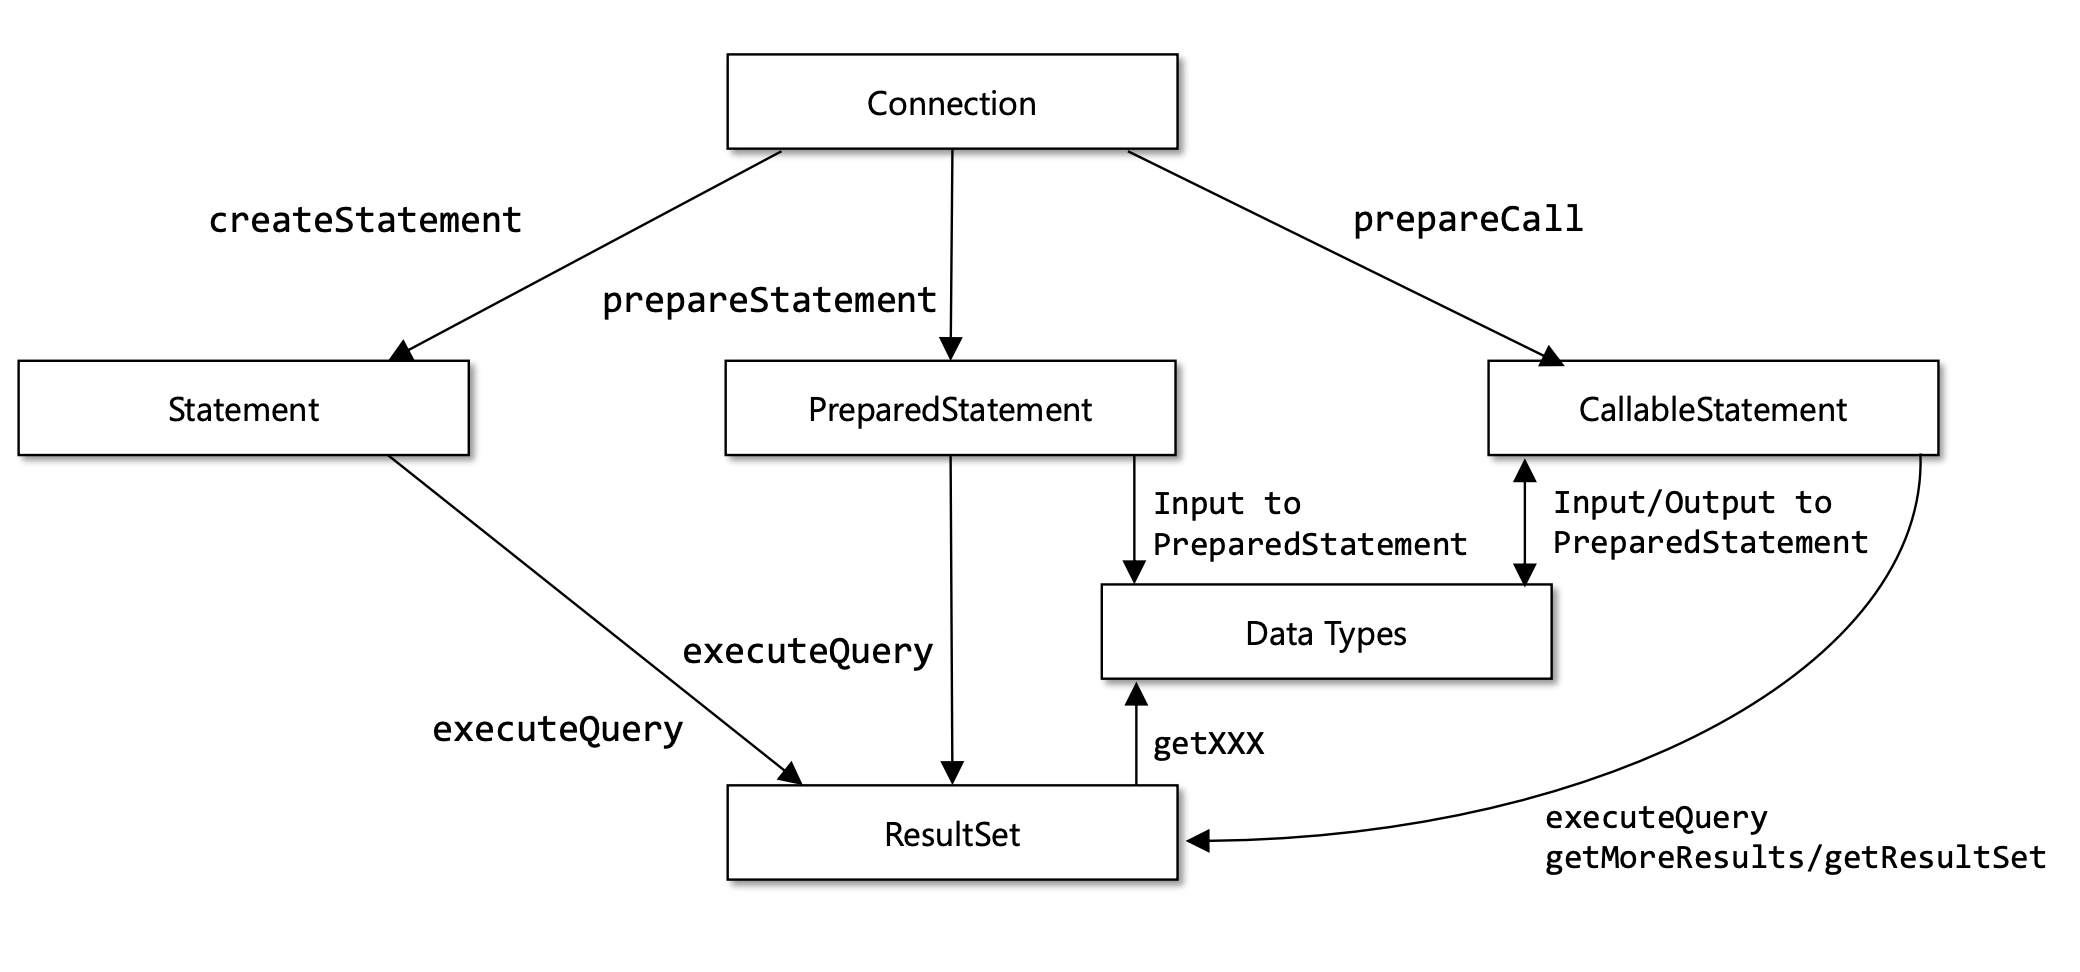 Connection
createStatement
prepareCall
prepareStatement
Statement
PreparedStatement
CallableStatement
Input to
PreparedStatement
Input/Output to
PreparedStatement
Data Types
executeQuery
executeQuery
getXXX
ResultSet
executeQuery
getMoreResults/getResultSet